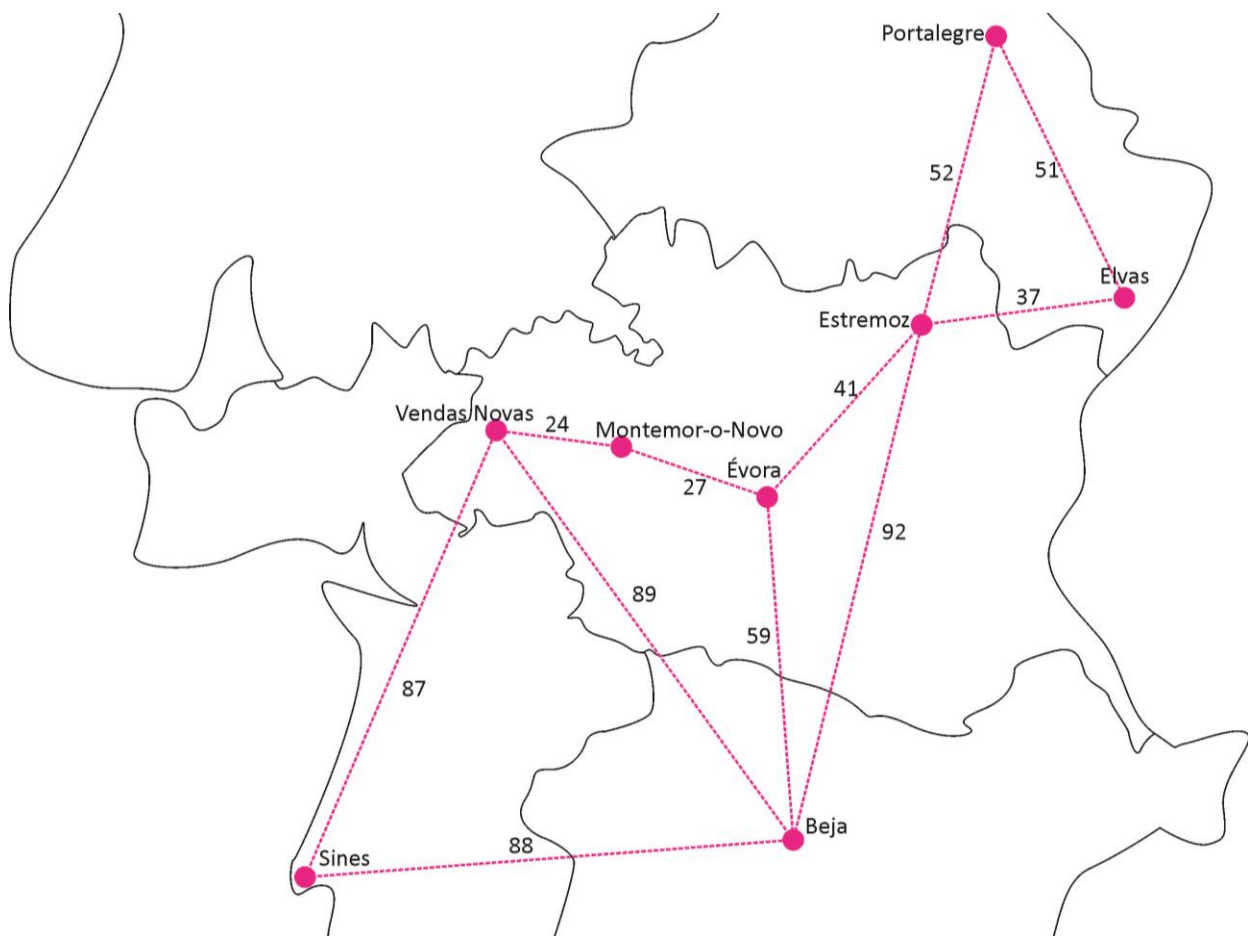 Portalegre
52
51
Elvas
37
Estremoz
41
Vendas Novas
24
Montemor-o-Novo
Évora
27
92
89
59
87
Beja
88
Sines